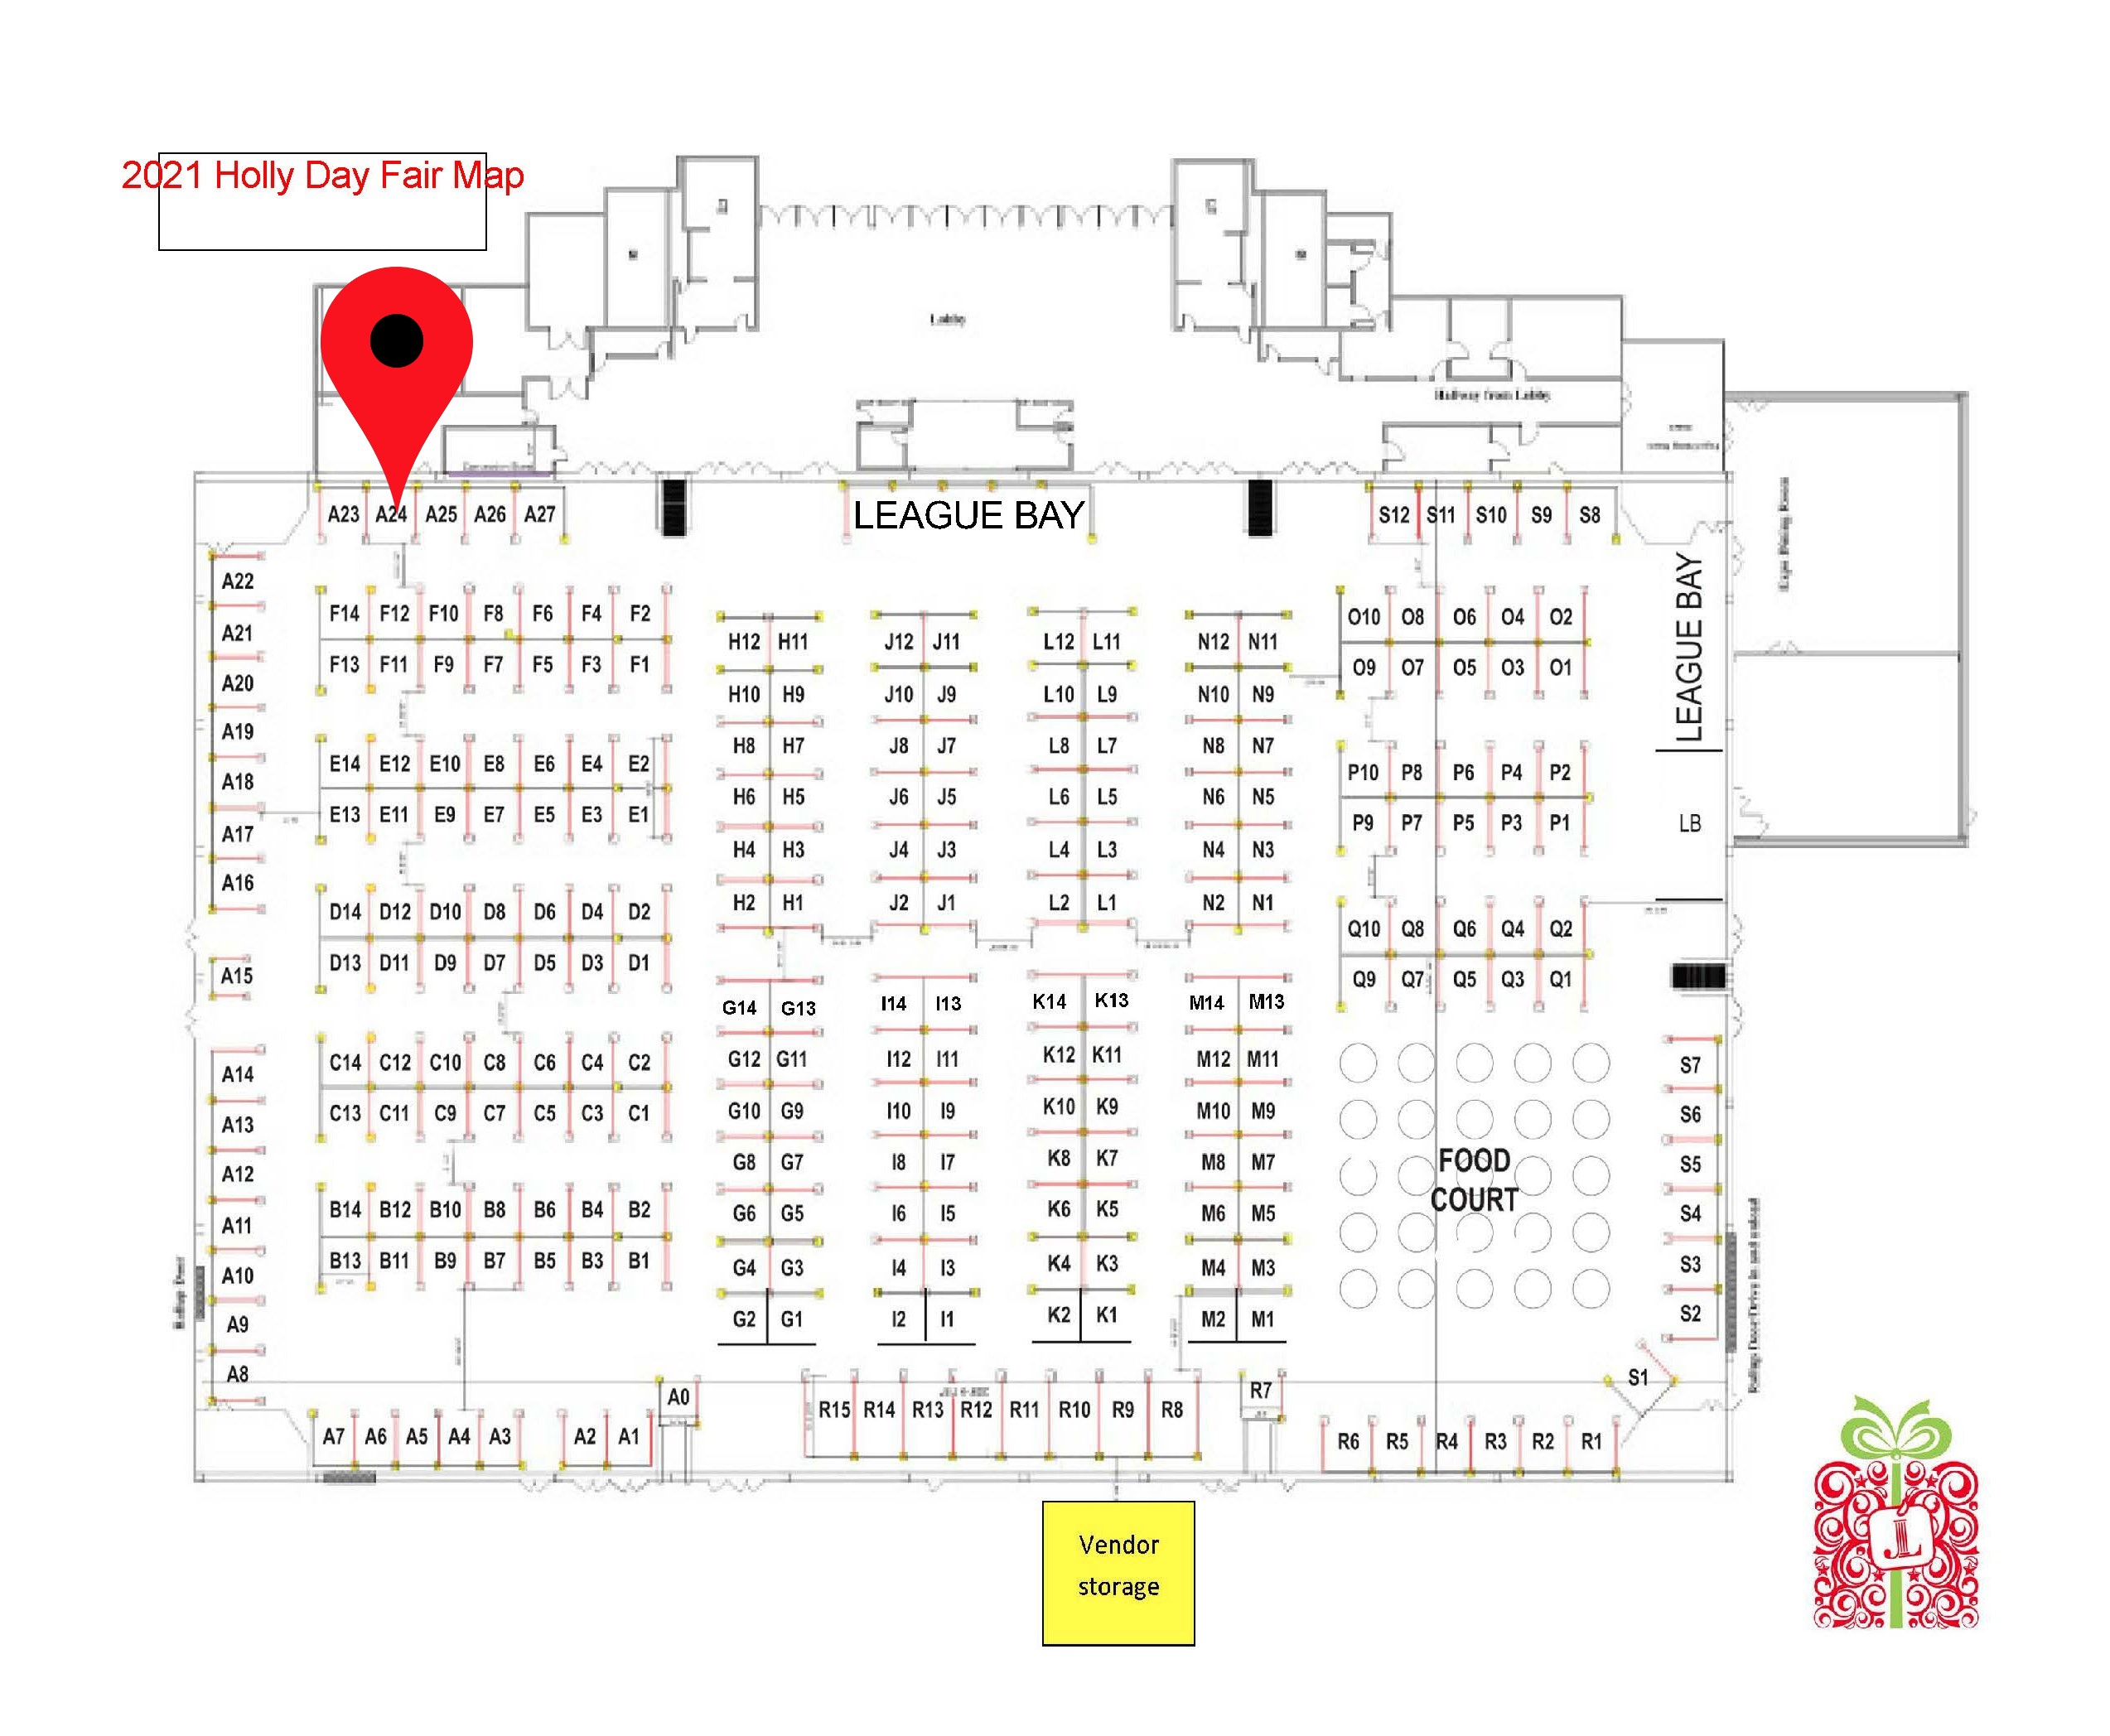 2021 Holly Day Fair Map
Lobby
Hallway from Lobby
LEAGUE BAY
A23 A24 A25 A26 A27
S12 S11 S10 S9 S8
A22
A21
A20
A19
A18
A17
A16
A15
A14
A13
A12
A11
A10
A9
A8
F14 F12 F10 F8 F6 F4 F2
F13 F11 F9 F7 F5 F3 F1
E14 E12 E10 E8 E6 E4 E2
E13 E11 E9 E7 E5 E3 E1
D14 D12 D10 D8 D6 D4 D2
D13 D11 D9 D7 D5 D3 D1
C14 C12 C10 C8 C6 C4 C2
C13 C11 C9 C7 C5 C3 C1
B14 B12 B10 B8 B6 B4 B2
B13 B11 B9 B7 B5 B3 B1
H12 H11
H10 H9
H8 H7
H6 H5
H4 H3
H2 H1
G14 G13
G12 G11
G10 G9
G8 G7
G6 G5
G4 G3
G2 G1
J12 J11
J10 J9
J8 J7
J6 J5
J4 J3
J2 J1
I14 I13
I12 I11
I10 I9
I8 I7
I6 I5
I4 I3
I2 I1
L12 L11
L10 L9
L8 L7
L6 L5
L4 L3
L2 L1
K14 K13
K12 K11
K10 K9
K8 K7
K6 K5
K4 K3
K2 K1
N12 N11
N10 N9
N8 N7
N6 N5
N4 N3
N2 N1
M14 M13
M12 M11
M10 M9
M8 M7
M6 M5
M4 M3
M2 M1
O10 O8 O6 O4 O2
O9 O7 O5 O3 O1
P10 P8 P6 P4 P2
P9 P7 P5 P3 P1
Q10 Q8 Q6 Q4 Q2
Q9 Q7 Q5 Q3 Q1
LEAGUE BAY
LB
FOOD
COURT
S7
S6
S5
S4
S3
S2
S1
A7 A6 A5 A4 A3 A2 A1
A0
R15 R14 R13 R12 R11 R10 R9 R8
R7
R6 R5 R4 R3 R2 R1
Vendor
storage
JL